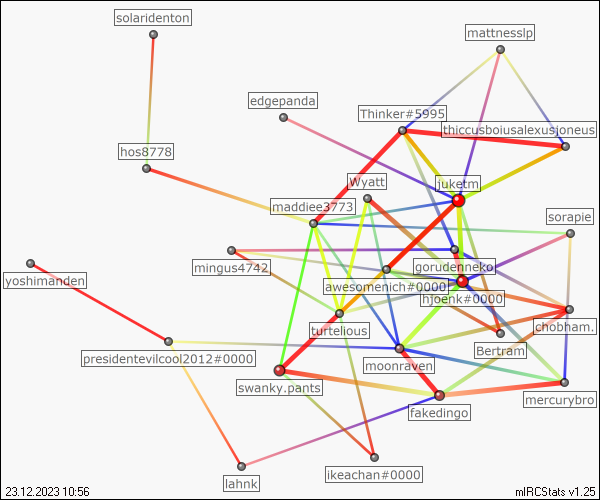 solaridenton
mattnesslp
edgepanda
Thinker#5995
thiccusboiusalexusjoneus
hos8778
Wyatt
juketm
maddiee3773
sorapie
mingus4742
gorudenneko
yoshimanden
awesomenich#0000
hjoenk#0000
turtelious
chobham.
presidentevilcool2012#0000
moonraven
Bertram
swanky.pants
mercurybro
fakedingo
lahnk
ikeachan#0000
23.12.2023 10:56
mIRCStats v1.25